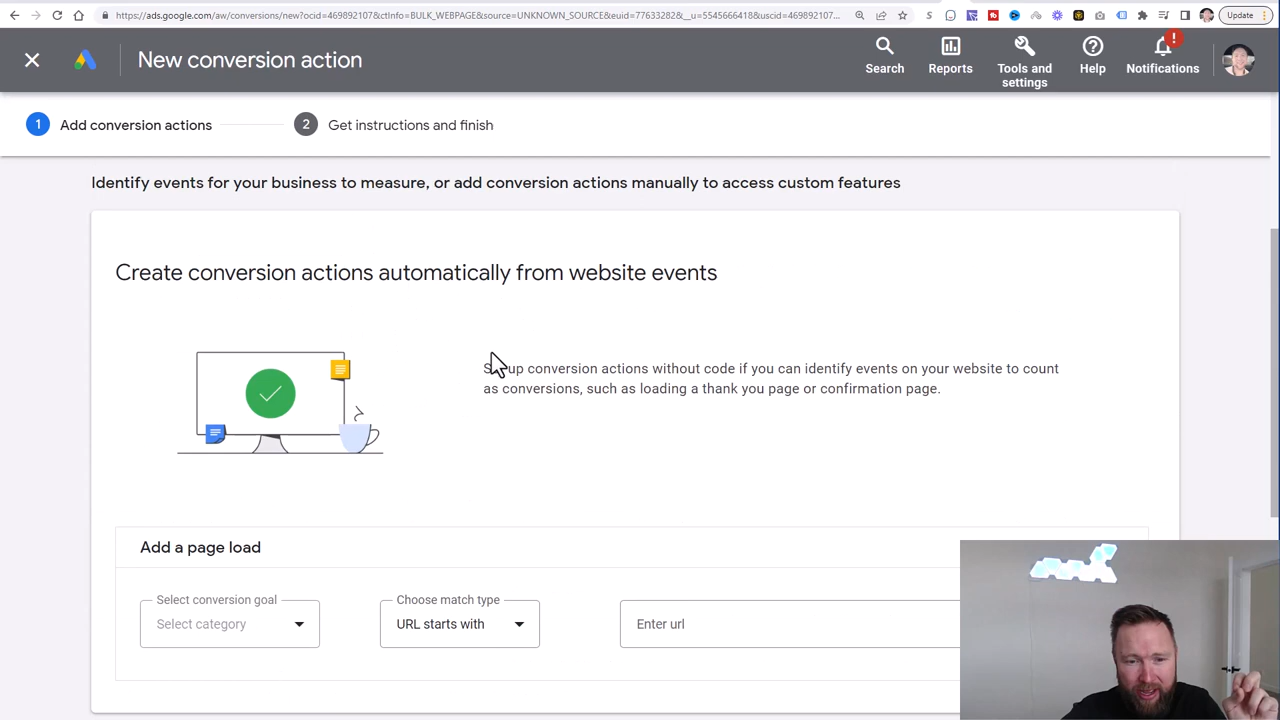 https://ads.google.com/aw/conversions/new?ocid=469892107&ctInfo=BULK_WEBPAGE&source=UNKNOWN_SOURCE&euid=77633282&__u=5545666418&uscid=469892107...
Update
New conversion action
Search
Reports
Tools and settings
Help
Notifications
1 Add conversion actions
2 Get instructions and finish
Identify events for your business to measure, or add conversion actions manually to access custom features
Create conversion actions automatically from website events
up conversion actions without code if you can identify events on your website to count
as conversions, such as loading a thank you page or confirmation page.
Add a page load
Select conversion goal
Select category
Choose match type
URL starts with
Enter url